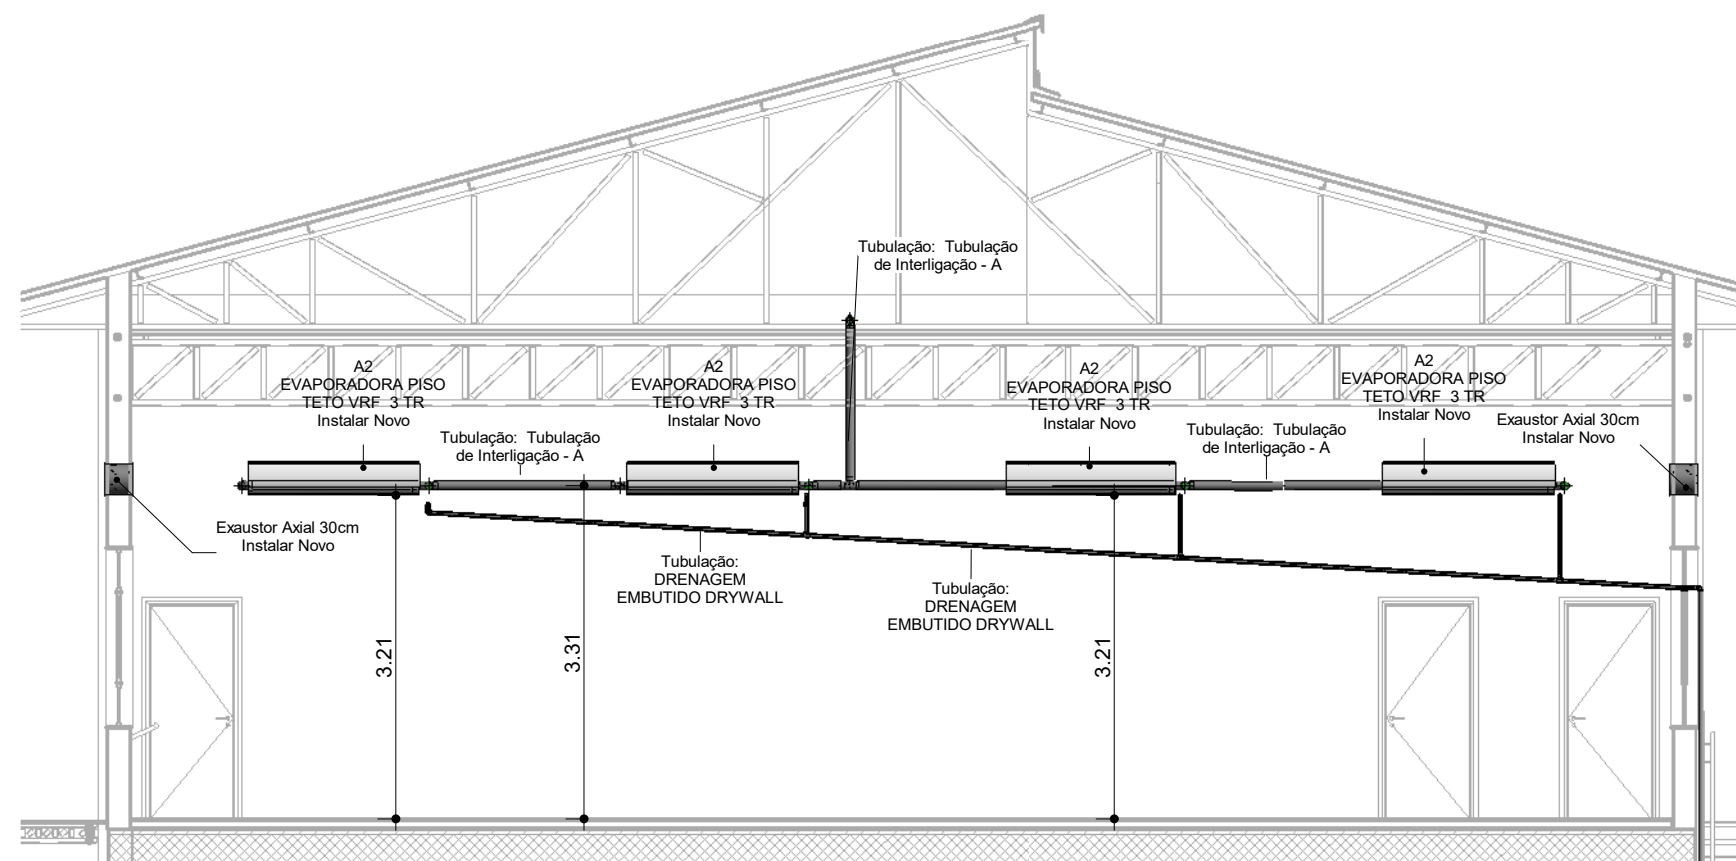 Tubulação: Tubulação
de Interligação - A
A2
EVAPORADORA PISO
TETO VRF 3 TR
Instalar Novo
A2
EVAPORADORA PISO
TETO VRF 3 TR
Instalar Novo
A2
EVAPORADORA PISO
TETO VRF 3 TR
Instalar Novo
A2
EVAPORADORA PISO
TETO VRF 3 TR
Instalar Novo
Tubulação: Tubulação
de Interligação - A
Tubulação: Tubulação
de Interligação - A
Exaustor Axial 30cm
Instalar Novo
Exaustor Axial 30cm
Instalar Novo
Tubulação:
DRENAGEM
EMBUTIDO DRYWALL
Tubulação:
DRENAGEM
EMBUTIDO DRYWALL
3.21
3.31
3.21